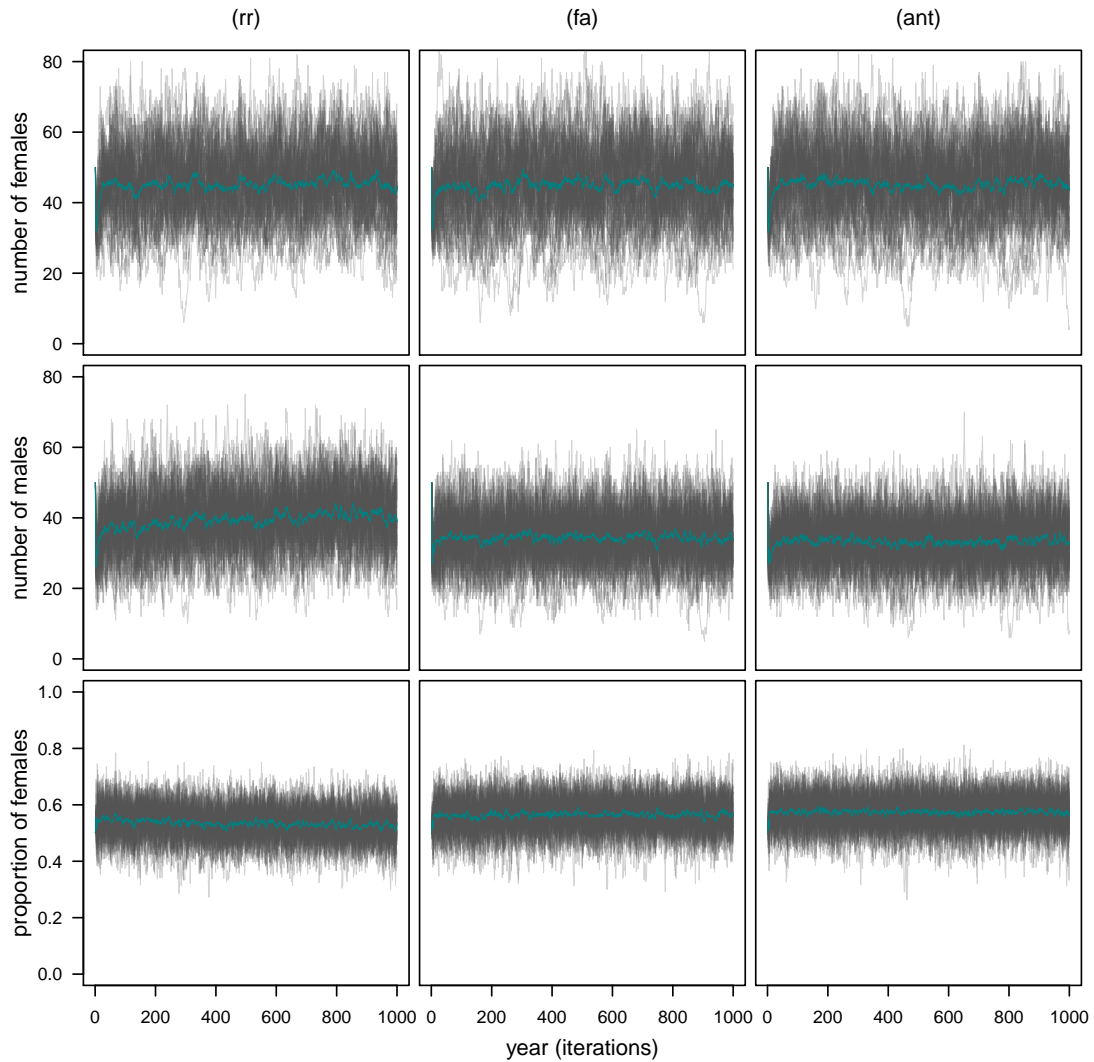 (rr) (fa) (ant)
number of females
80
60
40
20
0
number of males
80
60
40
20
0
proportion of females
1.0
0.8
0.6
0.4
0.2
0.0
0 200 400 600 800 1000 0 200 400 600 800 1000 0 200 400 600 800 1000
year (iterations)